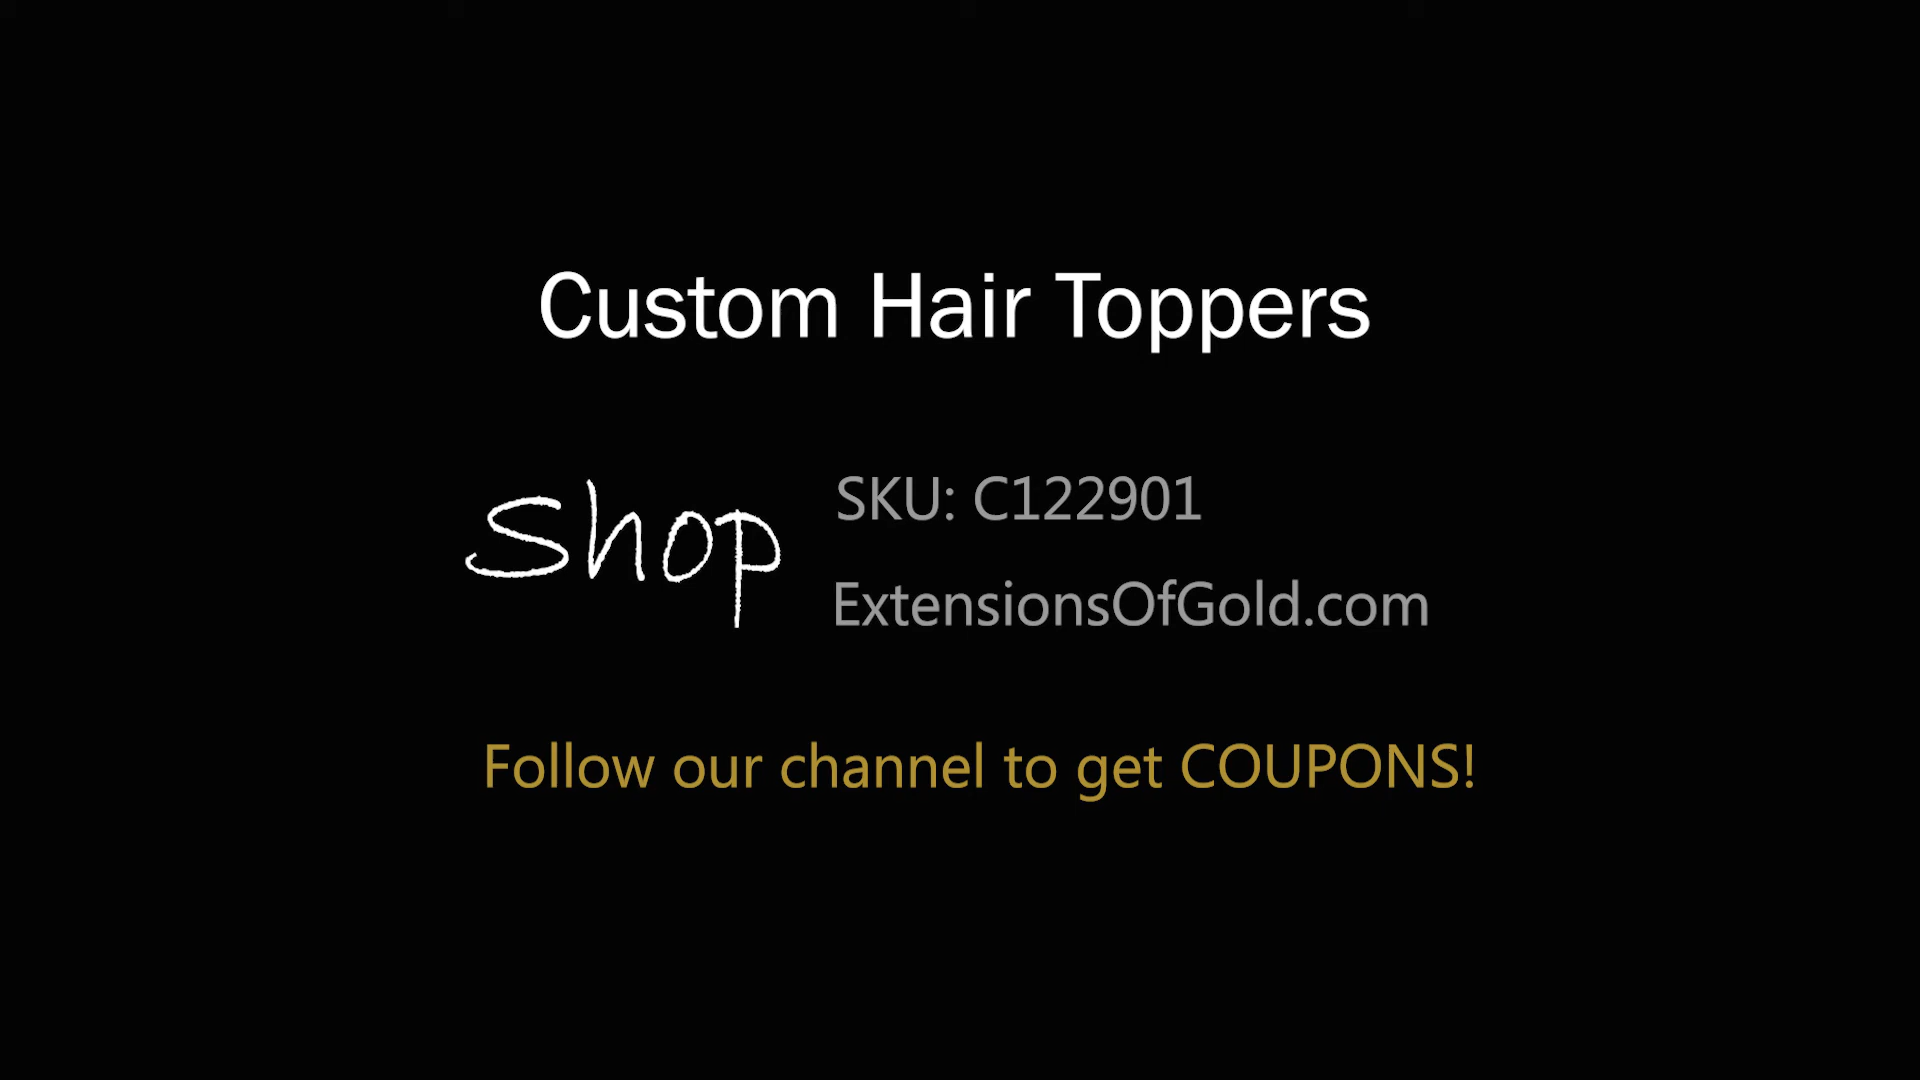 Custom Hair Toppers
Shop
SKU: C122901
ExtensionsOfGold.com
Follow our channel to get COUPONS!